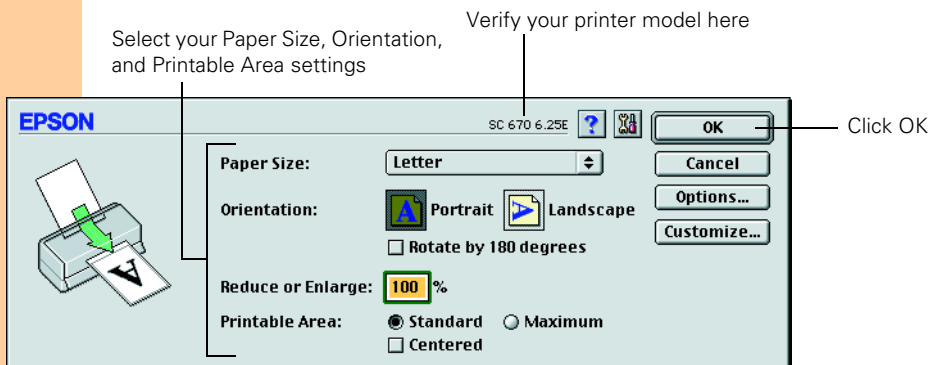 Verify your printer model here
Select your Paper Size, Orientation,
and Printable Area settings
EPSON
SC 670 6.25E
?
OK
Click OK
Paper Size:
Letter
Cancel
Orientation:
A
Portrait
A
Landscape
Options...
Rotate by 180 degrees
Customize...
A
Reduce or Enlarge:
100 %
Printable Area:
Standard
Maximum
Centered